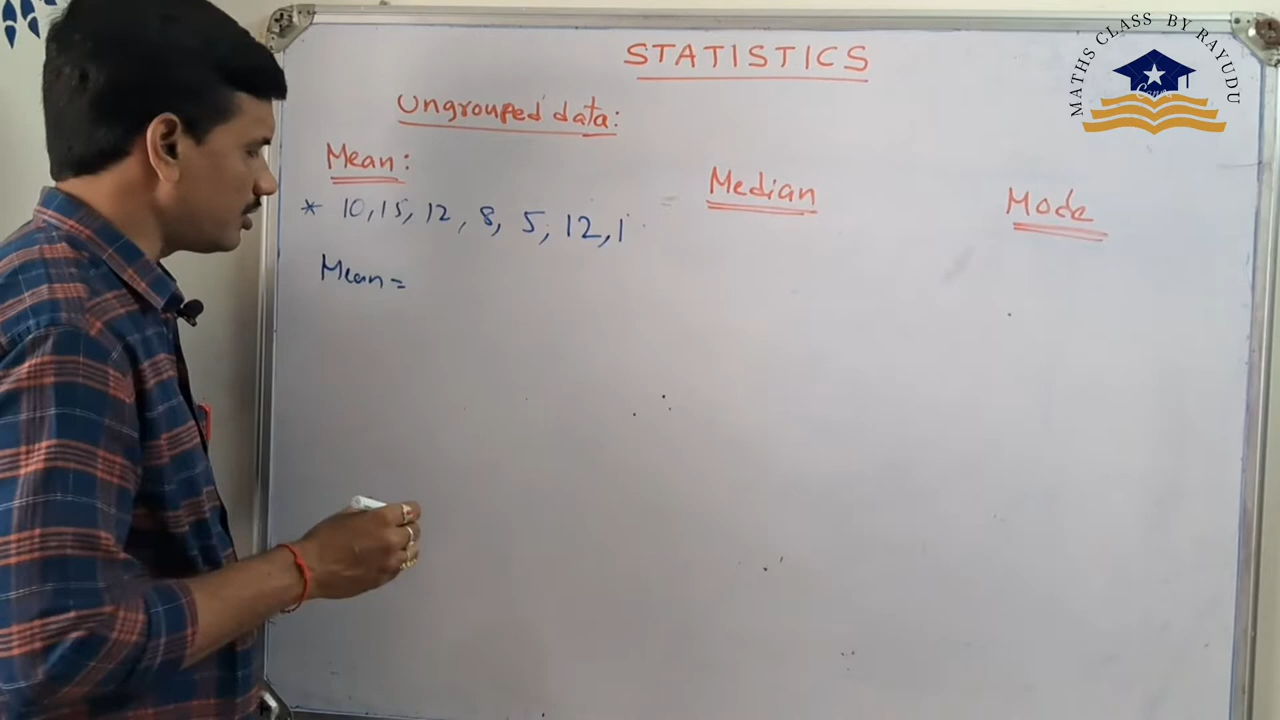 MATHS CLASS BY RAYUDU
STATISTICS
Ungrouped data:
Mean:
* 10, 15, 12, 8, 5, 12, 1
Mean =
Median
Mode